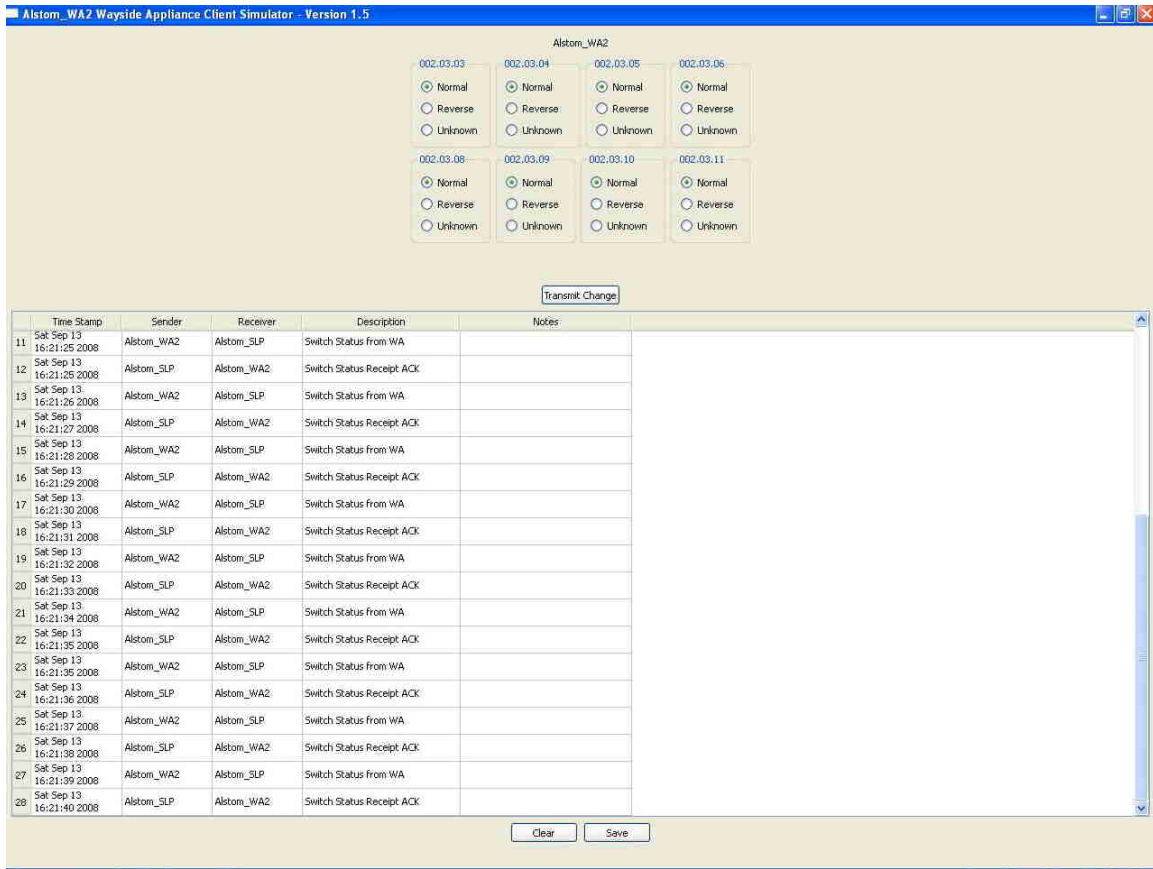 Alstom_WA2 Wayside Appliance Client Simulator - Version 1.5
Alstom_WA2
002.03.03 002.03.04 002.03.05 002.03.06
Normal Normal Normal Normal
Reverse Reverse Reverse Reverse
Unknown Unknown Unknown Unknown
002.03.08 002.03.09 002.03.10 002.03.11
Normal Normal Normal Normal
Reverse Reverse Reverse Reverse
Unknown Unknown Unknown Unknown
Transmit Change
Time Stamp Sender Receiver Description Notes
11 Sat Sep 13 16:21:25 2008 Alstom_WA2 Alstom_SLP Switch Status from WA
12 Sat Sep 13 16:21:25 2008 Alstom_SLP Alstom_WA2 Switch Status Receipt ACK
13 Sat Sep 13 16:21:26 2008 Alstom_WA2 Alstom_SLP Switch Status from WA
14 Sat Sep 13 16:21:27 2008 Alstom_SLP Alstom_WA2 Switch Status Receipt ACK
15 Sat Sep 13 16:21:28 2008 Alstom_WA2 Alstom_SLP Switch Status from WA
16 Sat Sep 13 16:21:29 2008 Alstom_SLP Alstom_WA2 Switch Status Receipt ACK
17 Sat Sep 13 16:21:30 2008 Alstom_WA2 Alstom_SLP Switch Status from WA
18 Sat Sep 13 16:21:31 2008 Alstom_SLP Alstom_WA2 Switch Status Receipt ACK
19 Sat Sep 13 16:21:32 2008 Alstom_WA2 Alstom_SLP Switch Status from WA
20 Sat Sep 13 16:21:33 2008 Alstom_SLP Alstom_WA2 Switch Status Receipt ACK
21 Sat Sep 13 16:21:34 2008 Alstom_WA2 Alstom_SLP Switch Status from WA
22 Sat Sep 13 16:21:35 2008 Alstom_SLP Alstom_WA2 Switch Status Receipt ACK
23 Sat Sep 13 16:21:35 2008 Alstom_WA2 Alstom_SLP Switch Status from WA
24 Sat Sep 13 16:21:36 2008 Alstom_SLP Alstom_WA2 Switch Status Receipt ACK
25 Sat Sep 13 16:21:37 2008 Alstom_WA2 Alstom_SLP Switch Status from WA
26 Sat Sep 13 16:21:38 2008 Alstom_SLP Alstom_WA2 Switch Status Receipt ACK
27 Sat Sep 13 16:21:39 2008 Alstom_WA2 Alstom_SLP Switch Status from WA
28 Sat Sep 13 16:21:40 2008 Alstom_SLP Alstom_WA2 Switch Status Receipt ACK
Clear Save